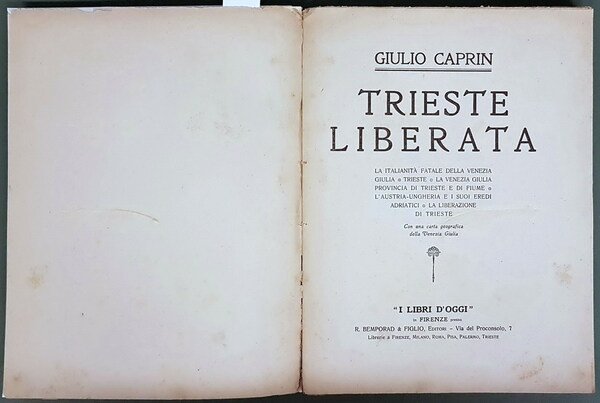 GIULIO CAPRIN
TRIESTE
LIBERATA
LA ITALIANITÀ FATALE DELLA VENEZIA
GIULIA o TRIESTE o LA VENEZIA GIULIA
PROVINCIA DI TRIESTE E DI FIUME o
L'AUSTRIA-UNGHERIA E I SUOI EREDI
ADRIATICI o LA LIBERAZIONE
DI TRIESTE
Con una carta geografica
della Venezia Giulia
"I LIBRI D'OGGI"
in FIRENZE presso
R. BEMPORAD & FIGLIO, EDITORI – Via del Proconsolo, 7
Librerie a FIRENZE, MILANO, ROMA, PISA, PALERMO, TRIESTE